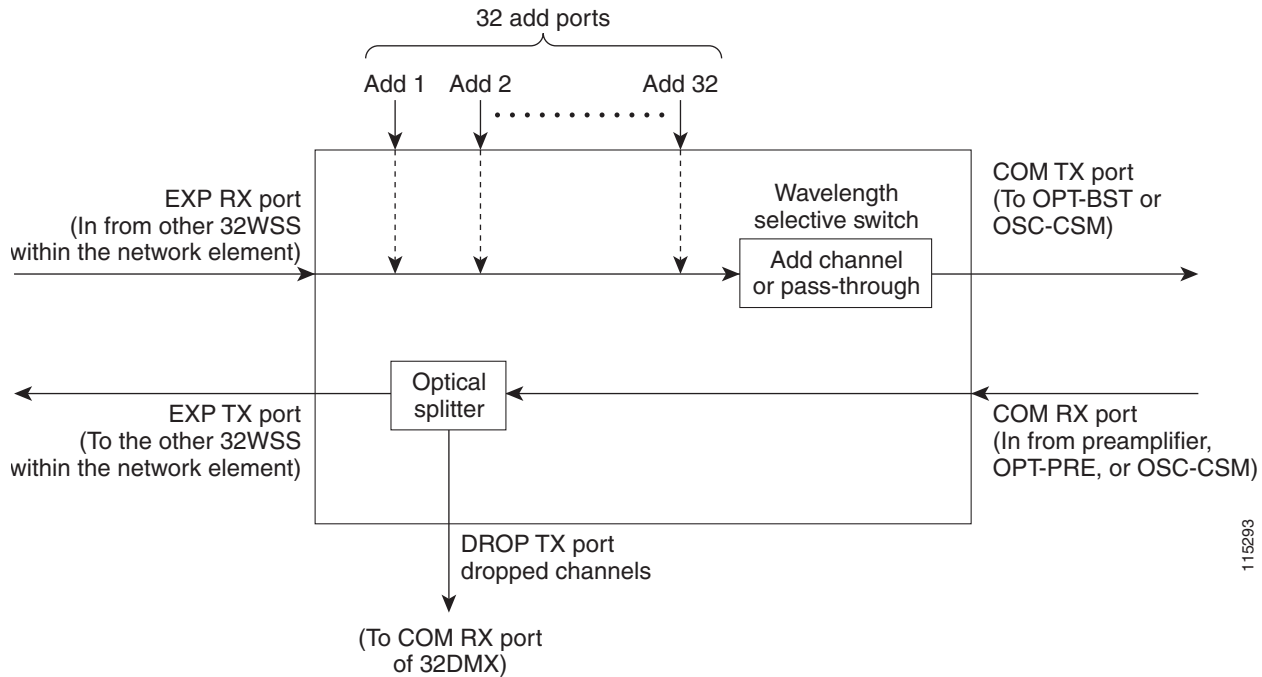 32 add ports
Add 1
Add 2
Add 32
EXP RX port
(In from other 32WSS
within the network element)
Wavelength
selective switch
Add channel
or pass-through
COM TX port
(To OPT-BST or
OSC-CSM)
Optical
splitter
EXP TX port
(To the other 32WSS
within the network element)
COM RX port
(In from preamplifier,
OPT-PRE, or OSC-CSM)
DROP TX port
dropped channels
(To COM RX port
of 32DMX)
115293